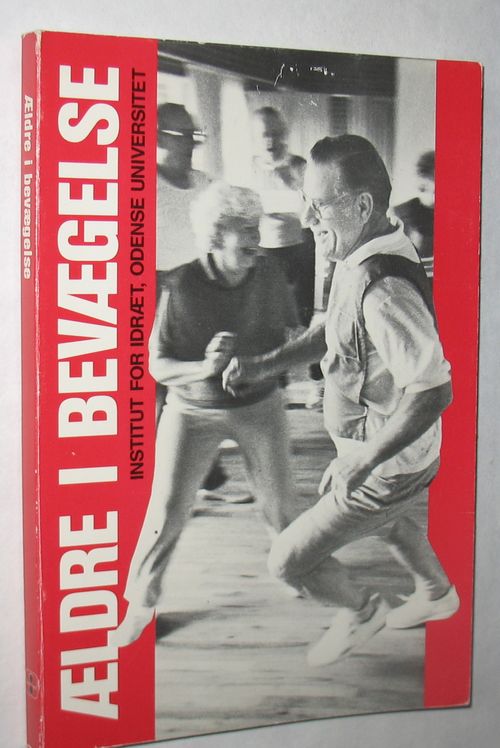 Ældre i bevægelse
ÆLDRE I BEVÆGELSE
INSTITUT FOR IDRÆT, ODENSE UNIVERSITET